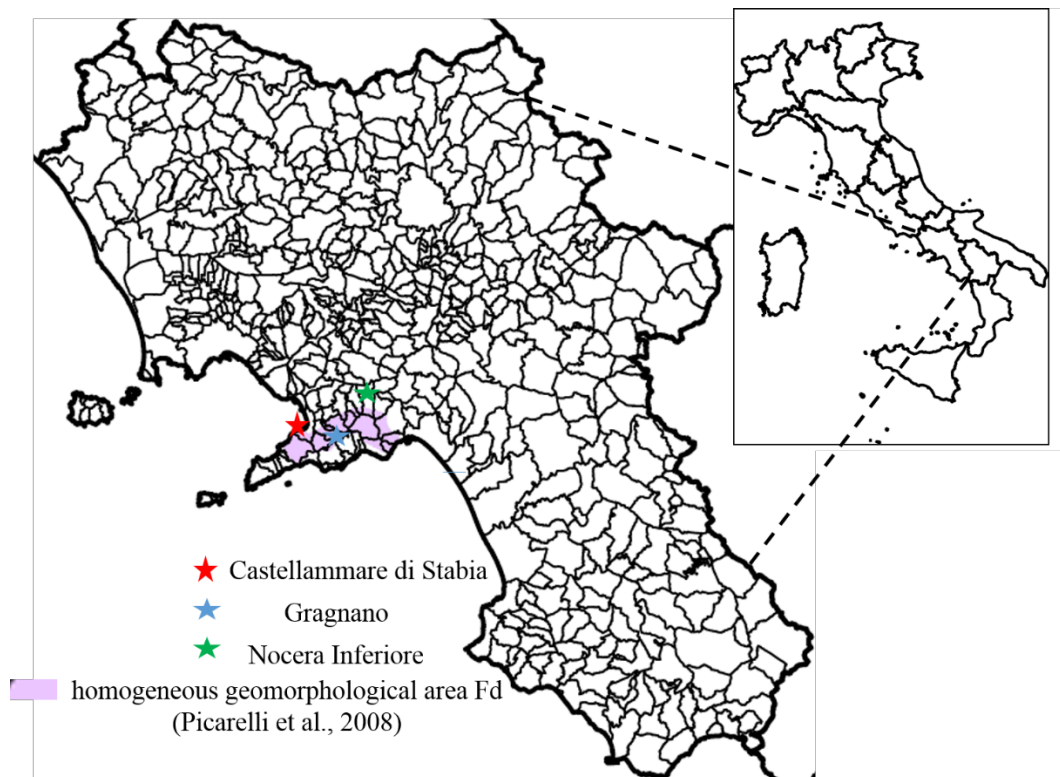 Castellammare di Stabia
Gragnano
Nocera Inferiore
homogeneous geomorphological area Fd
(Picarelli et al., 2008)